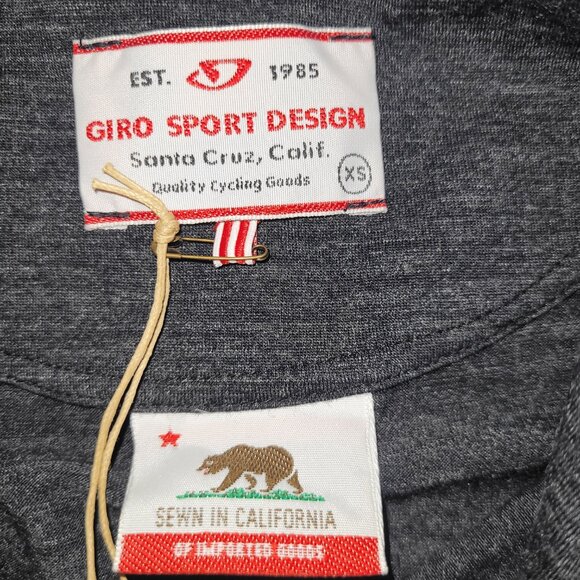 EST. 1985
GIRO SPORT DESIGN
Santa Cruz, Calif.
Quality Cycling Goods XS
SEWN IN CALIFORNIA
OF IMPORTED GOODS